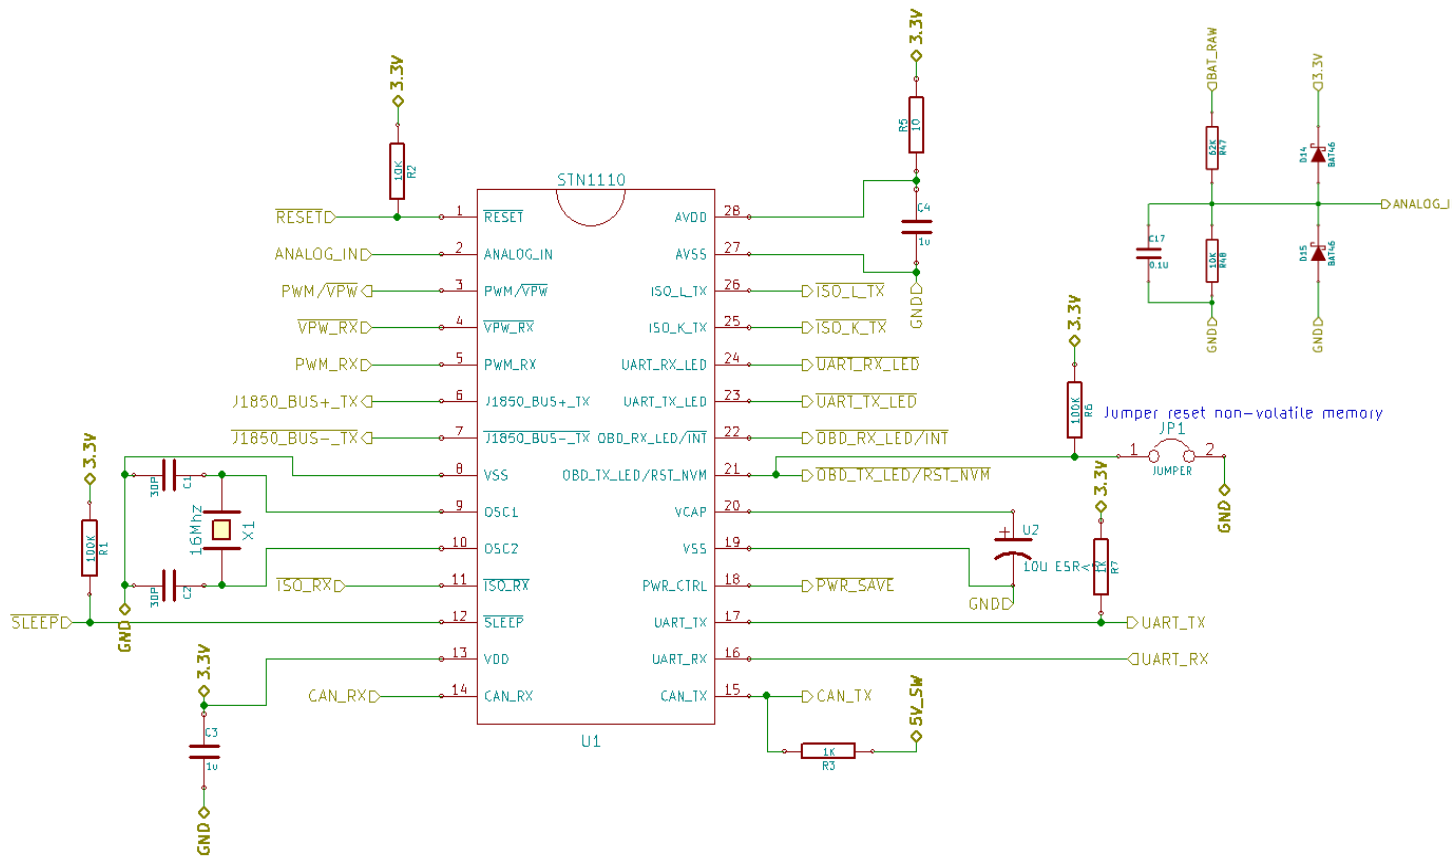 3.3V
10K
R2
RESET
ANALOG_IN
PWM/VPW
VPW_RX
PWM_RX
J1850_BUS+_TX
J1850_BUS-_TX
3.3V
100K
R1
30P
C1
16Mhz
X1
30P
C2
GND
ISO_RX
SLEEP
3.3V
CAN_RX
C3
1u
GND
STN1110
1 RESET
2 ANALOG_IN
3 PWM/VPW
4 VPW_RX
5 PWM_RX
6 J1850_BUS+_TX
7 J1850_BUS-_TX
8 VSS
9 OSC1
10 OSC2
11 ISO_RX
12 SLEEP
13 VDD
14 CAN_RX
AVDD 28
AVSS 27
ISO_L_TX 26
ISO_K_TX 25
UART_RX_LED 24
UART_TX_LED 23
OBD_RX_LED/INT 22
OBD_TX_LED/RST_NVM 21
VCAP 20
VSS 19
PWR_CTRL 18
UART_TX 17
UART_RX 16
CAN_TX 15
U1
3.3V
R5
10
C4
1u
GND
ISO_L_TX
ISO_K_TX
UART_RX_LED
UART_TX_LED
OBD_RX_LED/INT
OBD_TX_LED/RST_NVM
3.3V
100K
R6
Jumper reset non-volatile memory
JP1
1 2
JUMPER
GND
U2
10U ESR<
GND
3.3V
1K
R7
PWR_SAVE
UART_TX
UART_RX
CAN_TX
5V_SW
1K
R3
BAT_RAW
62K
R47
C17
0.1U
10K
R48
GND
3.3V
D14
BAT46
ANALOG_I
D15
BAT46
GND